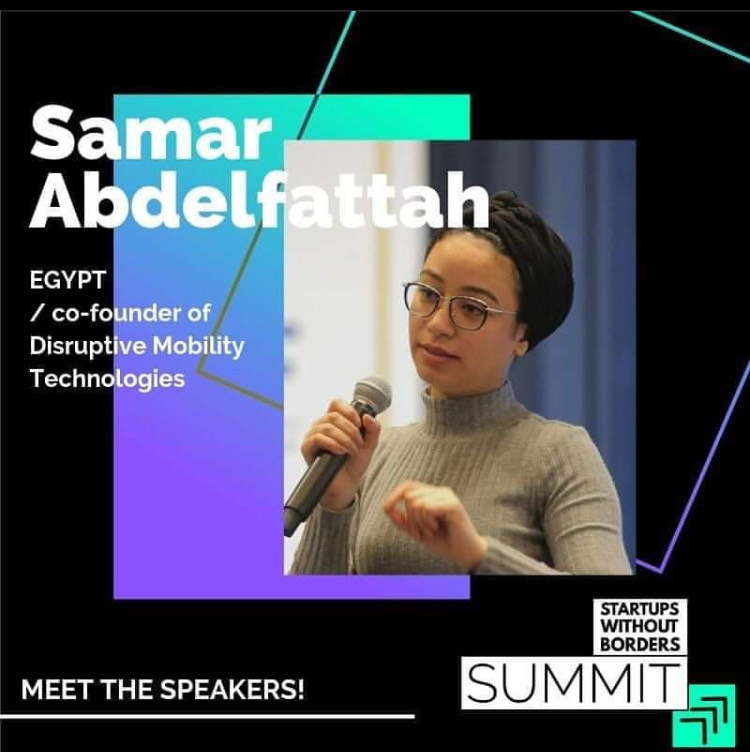 Samar
Abdelfattah
EGYPT
/ co-founder of
Disruptive Mobility
Technologies
MEET THE SPEAKERS!
STARTUPS
WITHOUT
BORDERS
SUMMIT